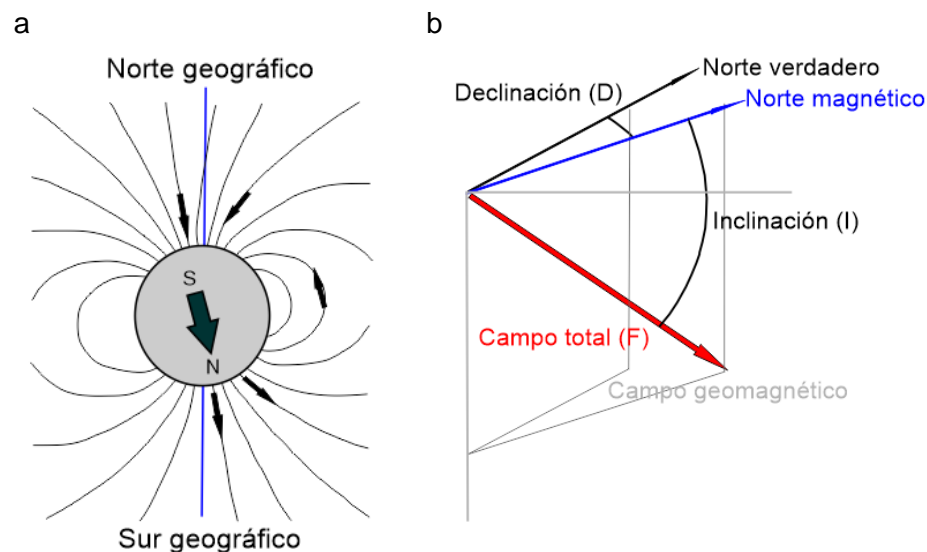 a
Norte geográfico
S
N
Sur geográfico
b
Norte verdadero
Declinación (D)
Norte magnético
Inclinación (I)
Campo total (F)
Campo geomagnético